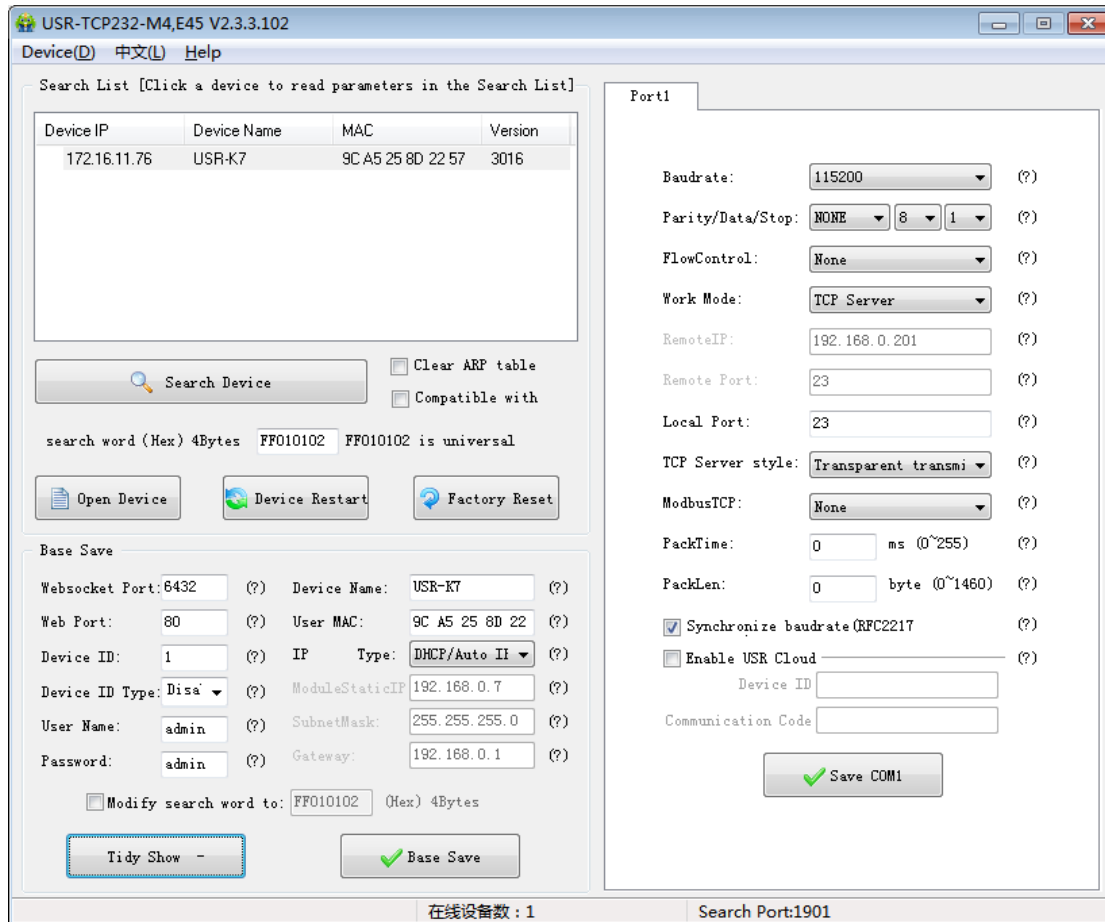 USR-TCP232-M4,E45 V2.3.3.102
Device(D) 中文(L) Help
Search List [Click a device to read parameters in the Search List]
Device IP Device Name MAC Version
172.16.11.76 USR-K7 9C A5 25 8D 22 57 3016
Search Device
Clear ARP table
Compatible with
search word(Hex) 4Bytes FF010102 FF010102 is universal
Open Device Device Restart Factory Reset
Base Save
Websocket Port: 6432 (?) Device Name: USR-K7 (?)
Web Port: 80 (?) User MAC: 9C A5 25 8D 22 (?)
Device ID: 1 (?) IP Type: DHCP/Auto (?)
Device ID Type: (?) ModuleStaticIP 192.168.0.7 (?)
User Name: admin (?) SubnetMask: 255.255.255.0 (?)
Password: admin (?) Gateway: 192.168.0.1 (?)
Modify search word to: FF010102 (Hex) 4Bytes
Tidy Show - Base Save
Port1
Baudrate: 115200 (?)
Parity/Data/Stop: NONE 8 1 (?)
FlowControl: None (?)
Work Mode: TCP Server (?)
RemoteIP: 192.168.0.201 (?)
Remote Port: 23 (?)
Local Port: 23 (?)
TCP Server style: Transparent transmi (?)
ModbusTCP: None (?)
PackTime: 0 ms (0~255) (?)
PackLen: 0 byte (0~1460) (?)
Synchronize baudrate(RFC2217 (?)
Enable USR Cloud (?)
Device ID
Communication Code
Save COM1
在线设备数：1 Search Port:1901